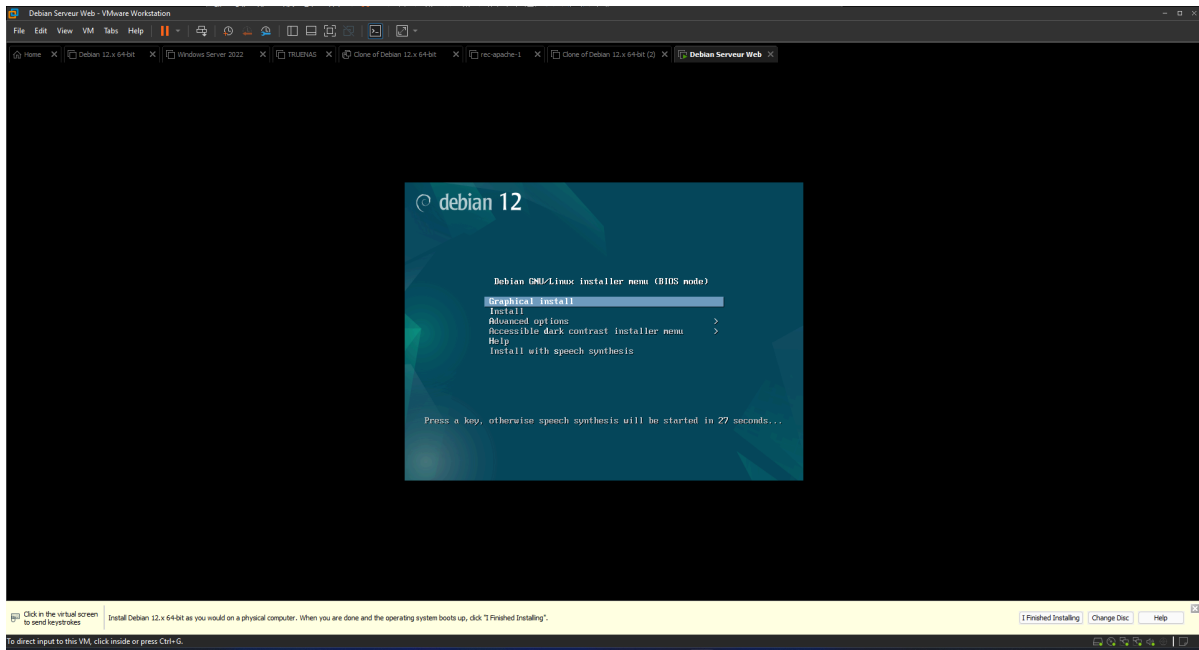 Debian Serveur Web - VMware Workstation
File Edit View VM Tabs Help
Home Debian 12.x 64-bit Windows Server 2022 TRUENAS Clone of Debian 12.x 64-bit rec-apache-1 Clone of Debian 12.x 64-bit (2) Debian Serveur Web
debian 12
Debian GNU/Linux installer menu (BIOS mode)
Graphical install
Install
Advanced options >
Accessible dark contrast installer menu >
Help
Install with speech synthesis
Press a key, otherwise speech synthesis will be started in 27 seconds...
Click in the virtual screen
to send keystrokes
Install Debian 12.x 64-bit as you would on a physical computer. When you are done and the operating system boots up, click "I Finished Installing".
I Finished Installing Change Disc Help
To direct input to this VM, click inside or press Ctrl+G.